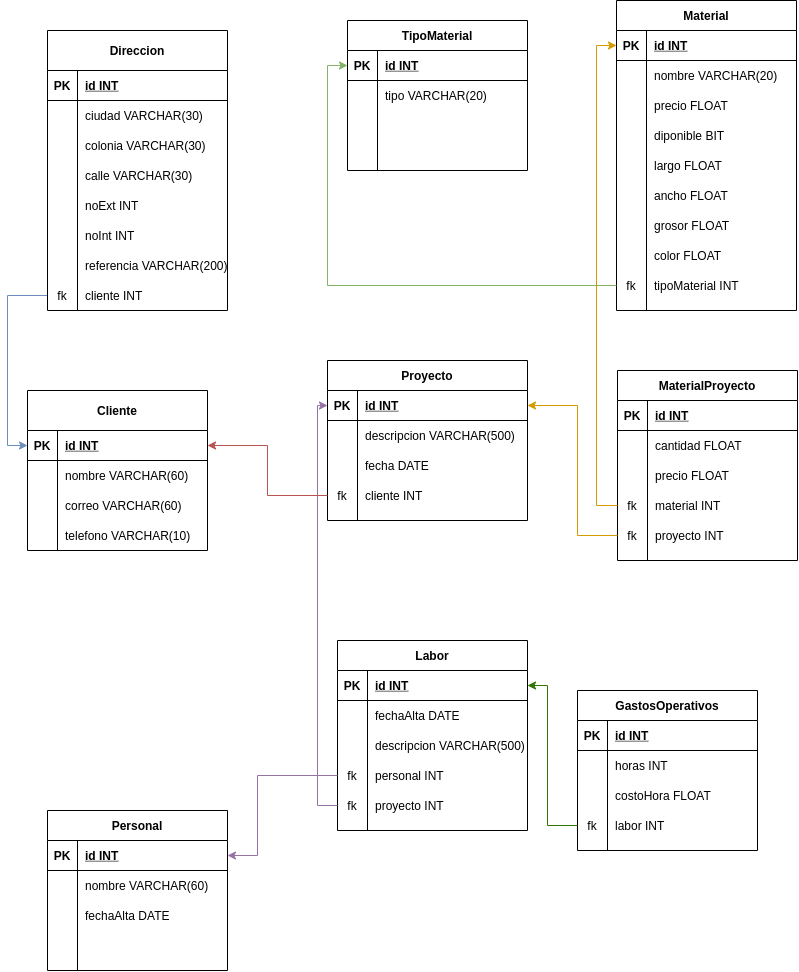 Direccion
PK id INT
ciudad VARCHAR(30)
colonia VARCHAR(30)
calle VARCHAR(30)
noExt INT
noInt INT
referencia VARCHAR(200)
fk cliente INT
TipoMaterial
PK id INT
tipo VARCHAR(20)
Material
PK id INT
nombre VARCHAR(20)
precio FLOAT
diponible BIT
largo FLOAT
ancho FLOAT
grosor FLOAT
color FLOAT
fk tipoMaterial INT
Cliente
PK id INT
nombre VARCHAR(60)
correo VARCHAR(60)
telefono VARCHAR(10)
Proyecto
PK id INT
descripcion VARCHAR(500)
fecha DATE
fk cliente INT
MaterialProyecto
PK id INT
cantidad FLOAT
precio FLOAT
fk material INT
fk proyecto INT
Labor
PK id INT
fechaAlta DATE
descripcion VARCHAR(500)
fk personal INT
fk proyecto INT
GastosOperativos
PK id INT
horas INT
costoHora FLOAT
fk labor INT
Personal
PK id INT
nombre VARCHAR(60)
fechaAlta DATE